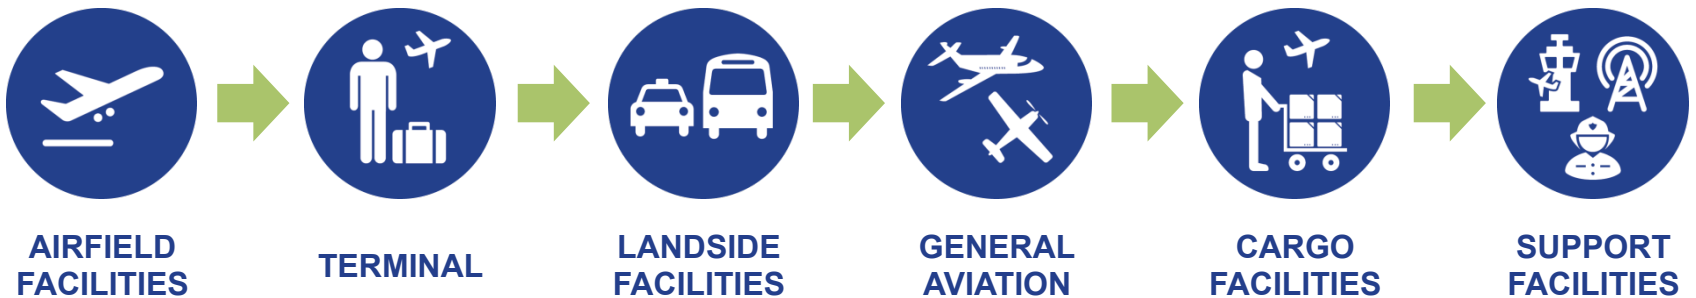 AIRFIELD
FACILITIES
TERMINAL
LANDSIDE
FACILITIES
GENERAL
AVIATION
CARGO
FACILITIES
SUPPORT
FACILITIES